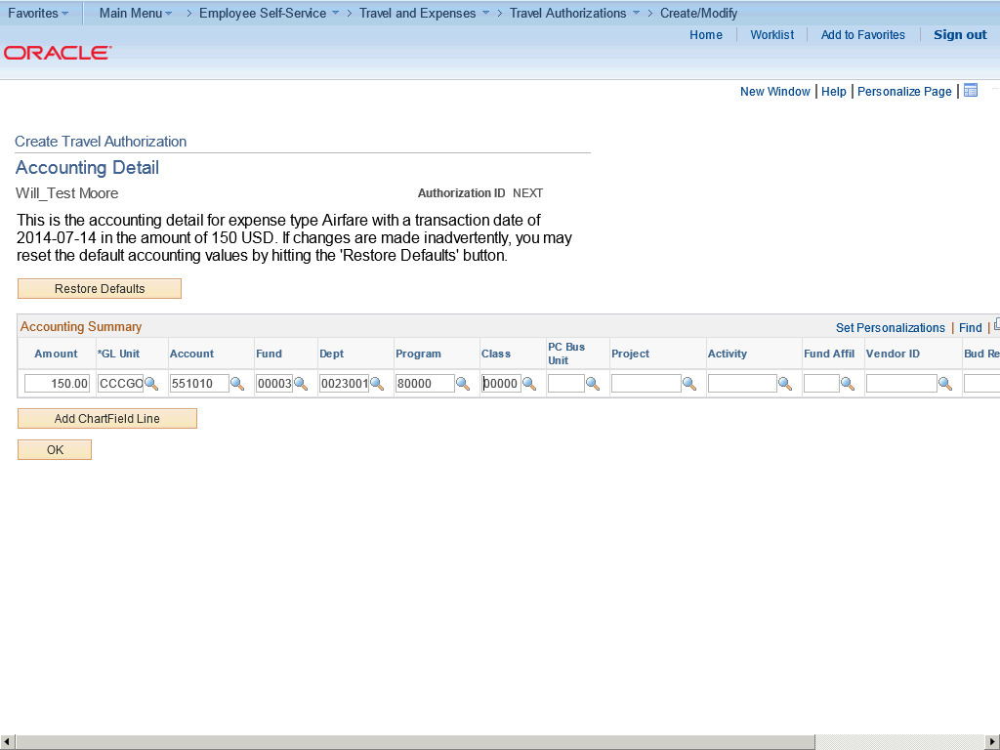 Favorites Main Menu > Employee Self-Service > Travel and Expenses > Travel Authorizations > Create/Modify
Home Worklist Add to Favorites Sign out
ORACLE
New Window | Help | Personalize Page |
Create Travel Authorization
Accounting Detail
Will_Test Moore Authorization ID NEXT
This is the accounting detail for expense type Airfare with a transaction date of
2014-07-14 in the amount of 150 USD. If changes are made inadvertently, you may
reset the default accounting values by hitting the 'Restore Defaults' button.
Restore Defaults
Accounting Summary Set Personalizations | Find |
Amount *GL Unit Account Fund Dept Program Class PC Bus Unit Project Activity Fund Affil Vendor ID Bud Re
150.00 CCCGO 551010 00003 0023001 80000 00000
Add ChartField Line
OK